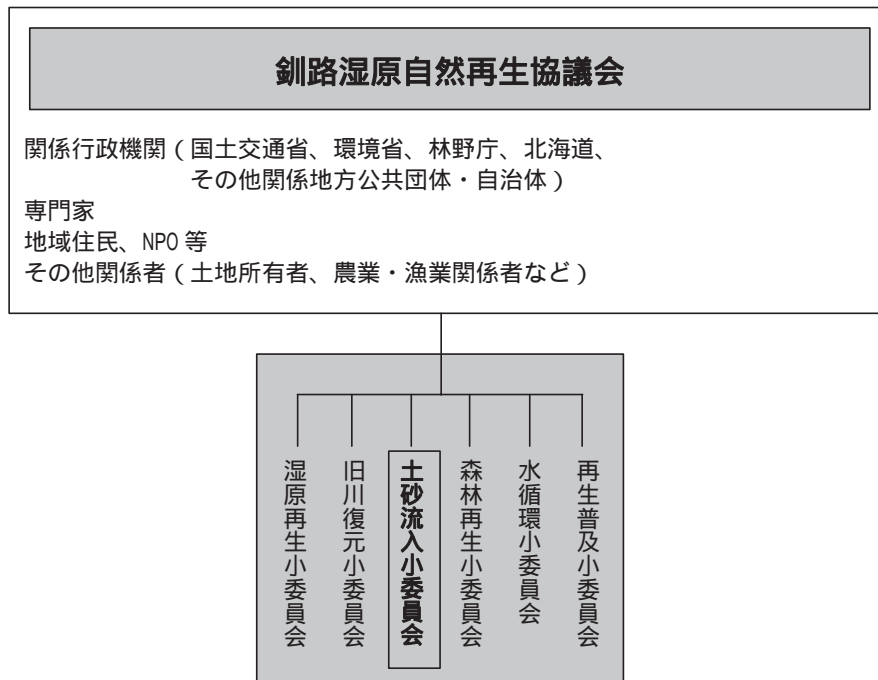 釧路湿原自然再生協議会
関係行政機関(国土交通省、環境省、林野庁、北海道、
その他関係地方公共団体・自治体)
専門家
地域住民、NPO等
その他関係者(土地所有者、農業・漁業関係者など)
湿原再生小委員会
旧川復元小委員会
土砂流入小委員会
森林再生小委員会
水循環小委員会
再生普及小委員会